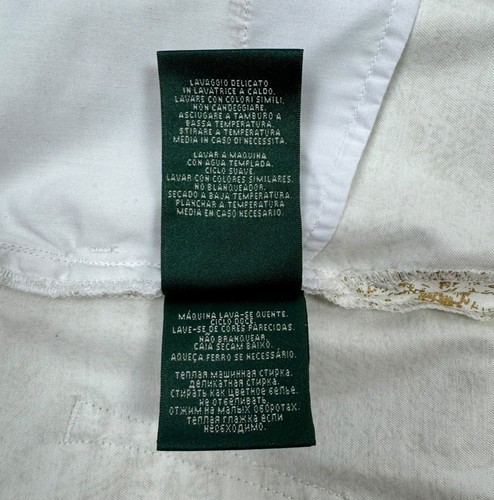 LAVAGGIO DELICATO
IN LAVATRICE A CALDO.
LAVARE CON COLORI SIMILI.
NON CANDEGGIARE.
ASCIUGARE A TAMBURO A
BASSA TEMPERATURA.
STIRARE A TEMPERATURA
MEDIA IN CASO DI NECESSITA.
LAVAR A MAQUINA
CON AGUA TEMPLADA.
CICLO SUAVE.
LAVAR CON COLORES SIMILARES.
NO BLANQUEADOR.
SECADO A BAJA TEMPERATURA.
PLANCHAR A TEMPERATURA
MEDIA EN CASO NECESARIO.
MÁQUINA LAVA-SE QUENTE.
CICLO DOCE.
LAVE-SE DE CORES PARECIDAS.
NÃO BRANQUEAR.
CAIA SECAM BAIXO.
AQUEÇA FERRO SE NECESSÁRIO.
ТЕПЛАЯ МАШИННАЯ СТИРКА.
ДЕЛИКАТНАЯ СТИРКА.
СТИРАТЬ КАК ЦВЕТНОЕ БЕЛЬЕ.
НЕ ОТБЕЛИВАТЬ.
ОТЖИМ НА МАЛЫХ ОБОРОТАХ.
ТЕПЛАЯ ГЛАЖКА ЕСЛИ
НЕОБХОДИМО.